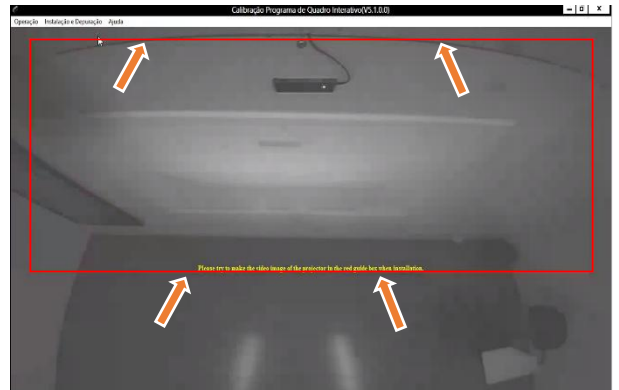 Calibração Programa de Quadro Interativo(V5.1.0.0)
Operação Instalação e Depuração Ajuda
Please try to make the video image of the projector in the red guide box when installation.